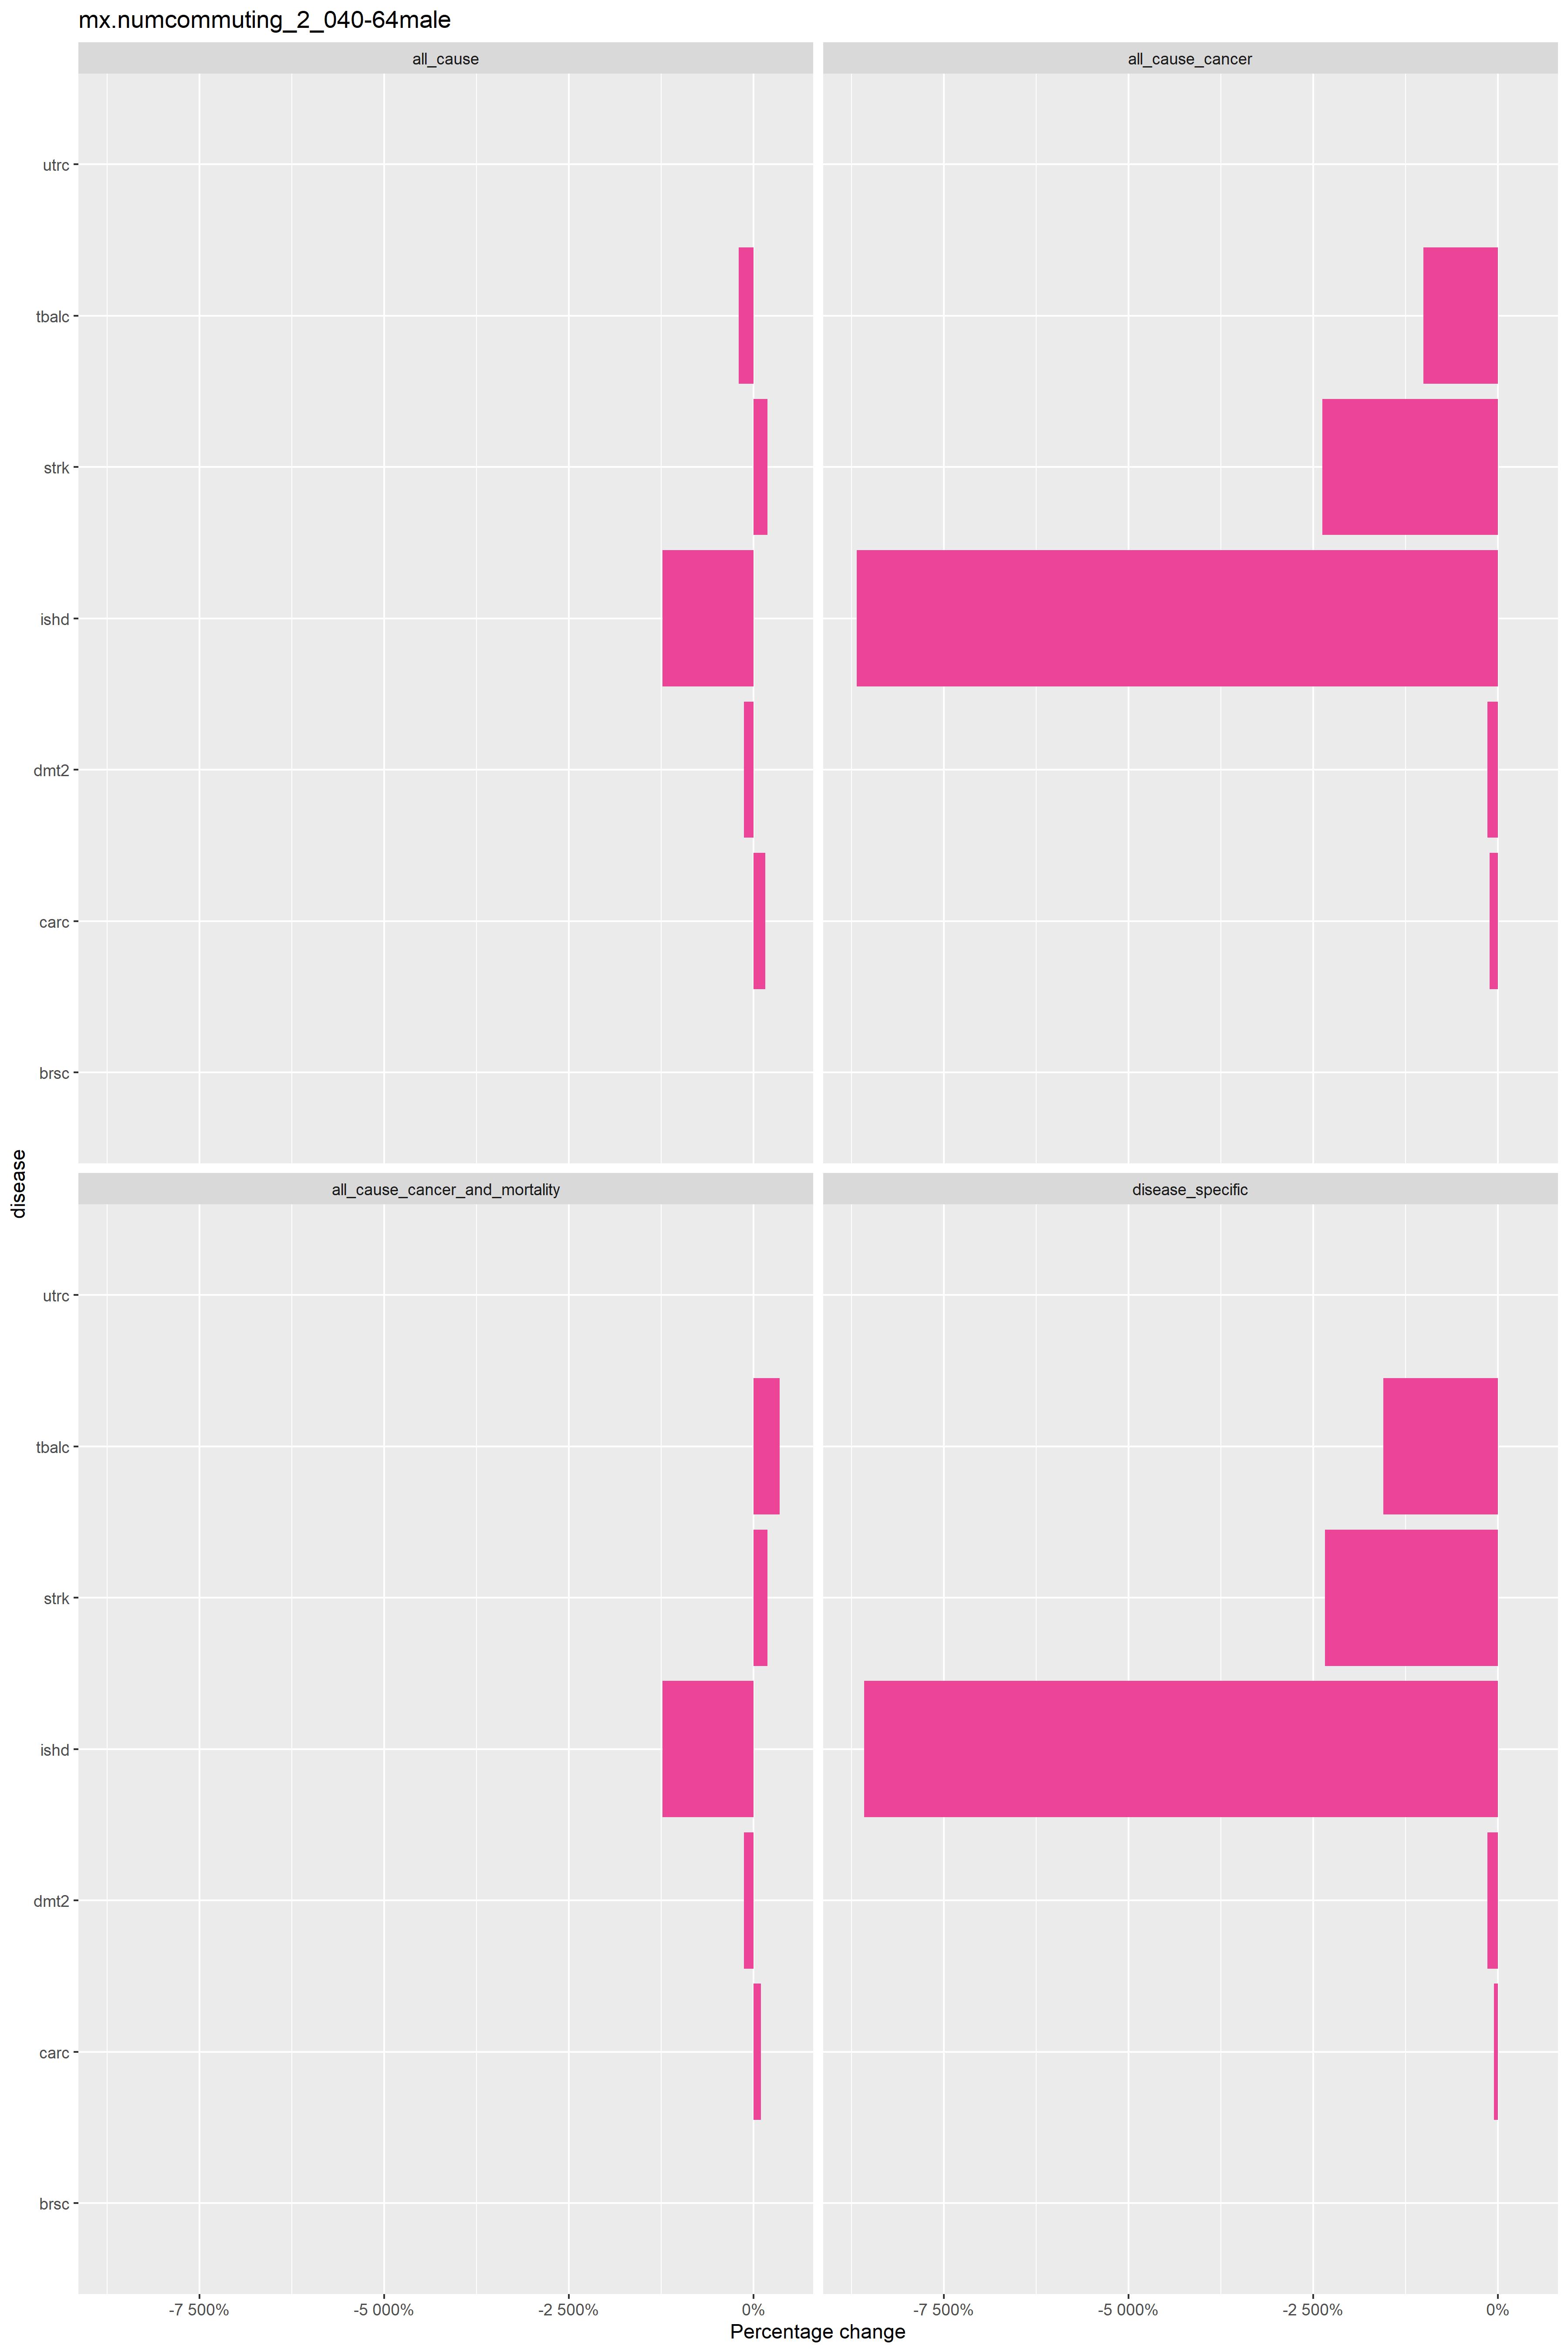 mx.numcommuting_2_040-64male
all_cause
all_cause_cancer
utrc
tbalc
strk
ishd
dmt2
carc
brsc
disease
all_cause_cancer_and_mortality
disease_specific
utrc
tbalc
strk
ishd
dmt2
carc
brsc
-7 500% -5 000% -2 500% 0%
-7 500% -5 000% -2 500% 0%
Percentage change